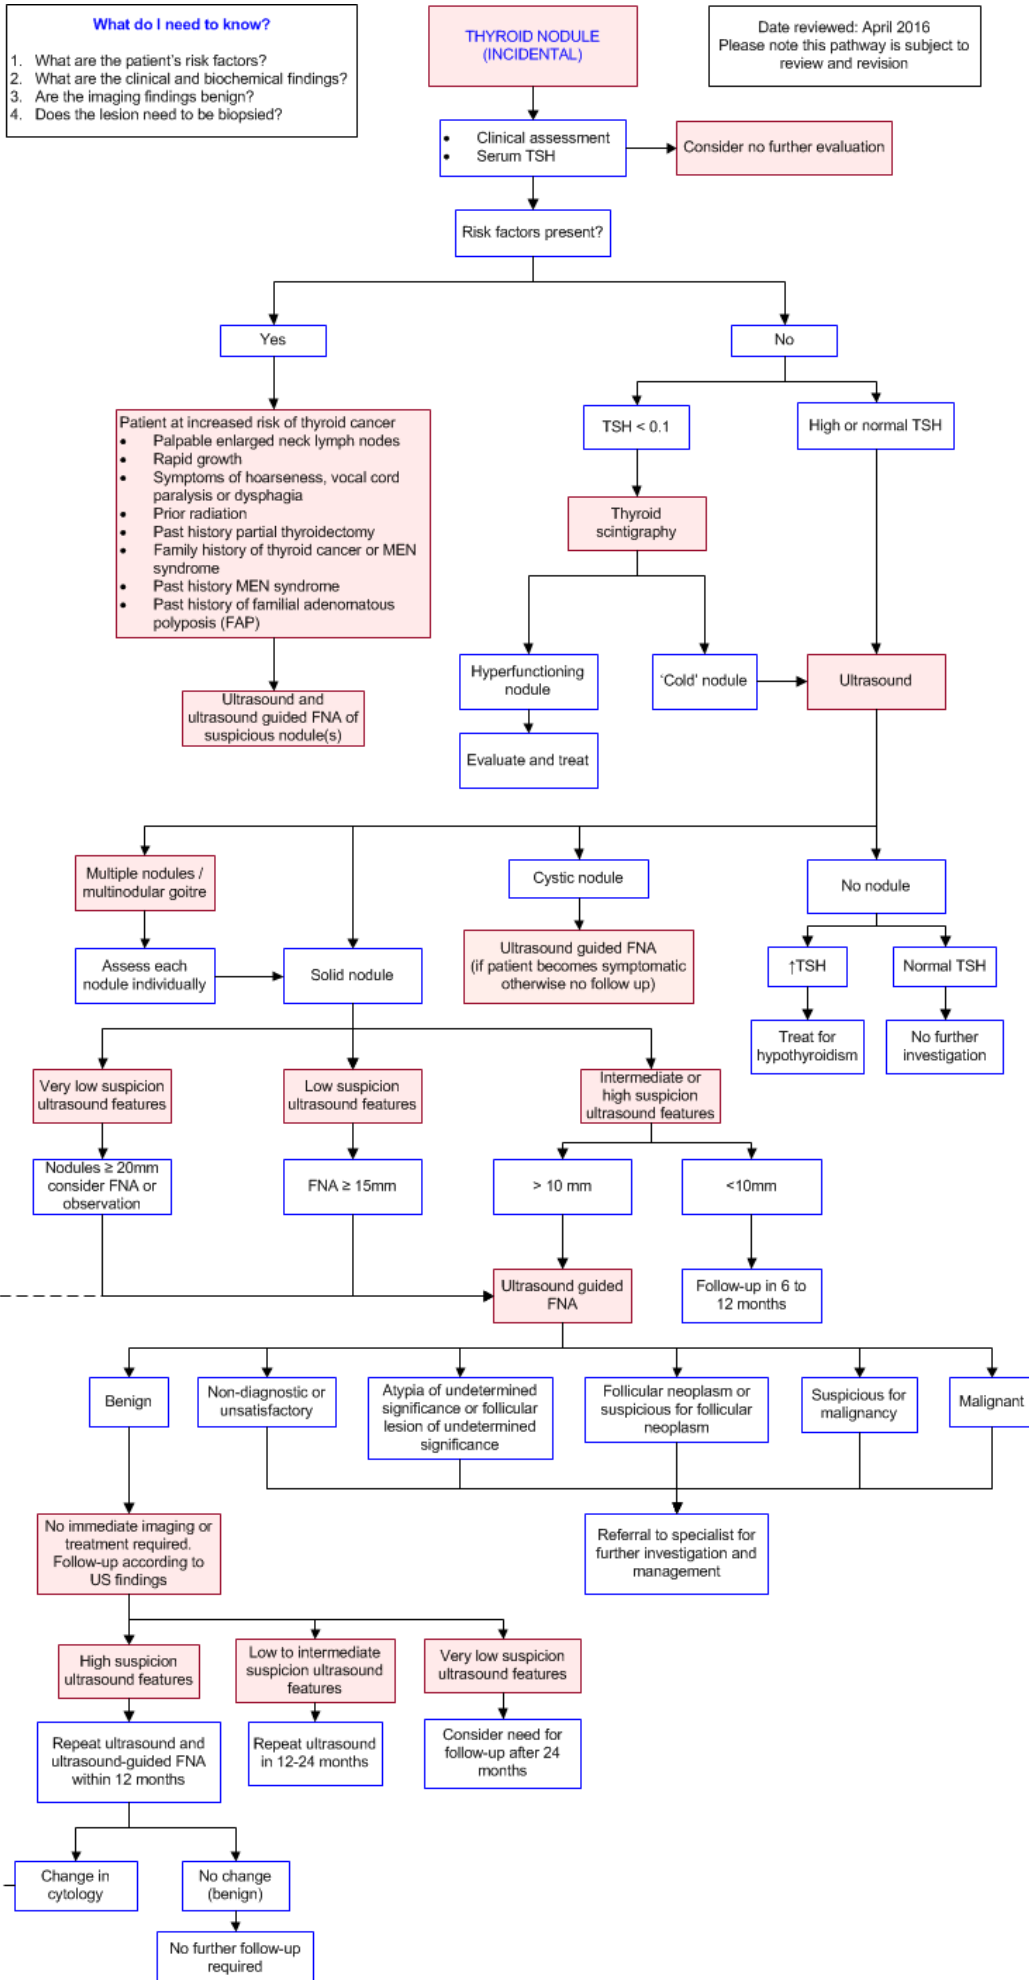 What do I need to know?
1. What are the patient's risk factors?
2. What are the clinical and biochemical findings?
3. Are the imaging findings benign?
4. Does the lesion need to be biopsied?
THYROID NODULE
(INCIDENTAL)
Date reviewed: April 2016
Please note this pathway is subject to
review and revision
• Clinical assessment
• Serum TSH
Consider no further evaluation
Risk factors present?
Yes
No
Patient at increased risk of thyroid cancer
• Palpable enlarged neck lymph nodes
• Rapid growth
• Symptoms of hoarseness, vocal cord
paralysis or dysphagia
• Prior radiation
• Past history partial thyroidectomy
• Family history of thyroid cancer or MEN
syndrome
• Past history MEN syndrome
• Past history of familial adenomatous
polyposis (FAP)
TSH < 0.1
High or normal TSH
Thyroid
scintigraphy
Hyperfunctioning
nodule
'Cold' nodule
Ultrasound
Ultrasound and
ultrasound guided FNA of
suspicious nodule(s)
Evaluate and treat
Multiple nodules /
multinodular goitre
Cystic nodule
No nodule
Assess each
nodule individually
Solid nodule
Ultrasound guided FNA
(if patient becomes symptomatic
otherwise no follow up)
↑TSH
Normal TSH
Treat for
hypothyroidism
No further
investigation
Very low suspicion
ultrasound features
Low suspicion
ultrasound features
Intermediate or
high suspicion
ultrasound features
Nodules ≥ 20mm
consider FNA or
observation
FNA ≥ 15mm
> 10 mm
<10mm
Ultrasound guided
FNA
Follow-up in 6 to
12 months
Benign
Non-diagnostic or
unsatisfactory
Atypia of undetermined
significance or follicular
lesion of undetermined
significance
Follicular neoplasm or
suspicious for follicular
neoplasm
Suspicious for
malignancy
Malignant
No immediate imaging or
treatment required.
Follow-up according to
US findings
Referral to specialist for
further investigation and
management
High suspicion
ultrasound features
Low to intermediate
suspicion ultrasound
features
Very low suspicion
ultrasound features
Repeat ultrasound and
ultrasound-guided FNA
within 12 months
Repeat ultrasound
in 12-24 months
Consider need for
follow-up after 24
months
Change in
cytology
No change
(benign)
No further follow-up
required